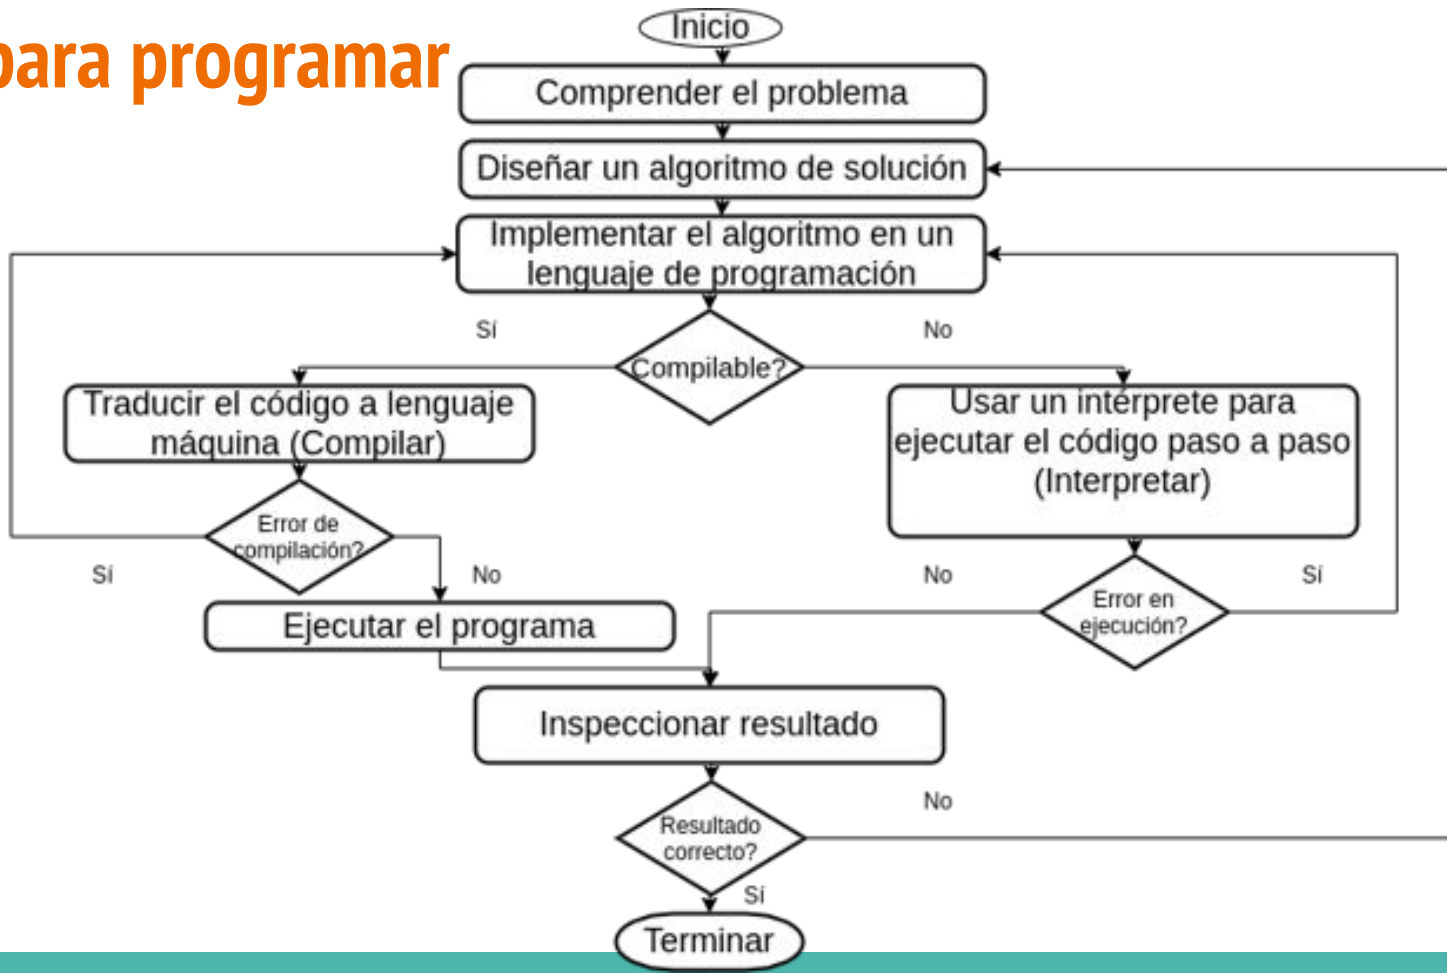 Inicio
para programar
Comprender el problema
Diseñar un algoritmo de solución
Implementar el algoritmo en un
lenguaje de programación
Sí
No
Compilable?
Traducir el código a lenguaje
máquina (Compilar)
Usar un intérprete para
ejecutar el código paso a paso
(Interpretar)
Error de
compilación?
Sí
No
No
Sí
Error en
ejecución?
Ejecutar el programa
Inspeccionar resultado
No
Resultado
correcto?
Sí
Terminar